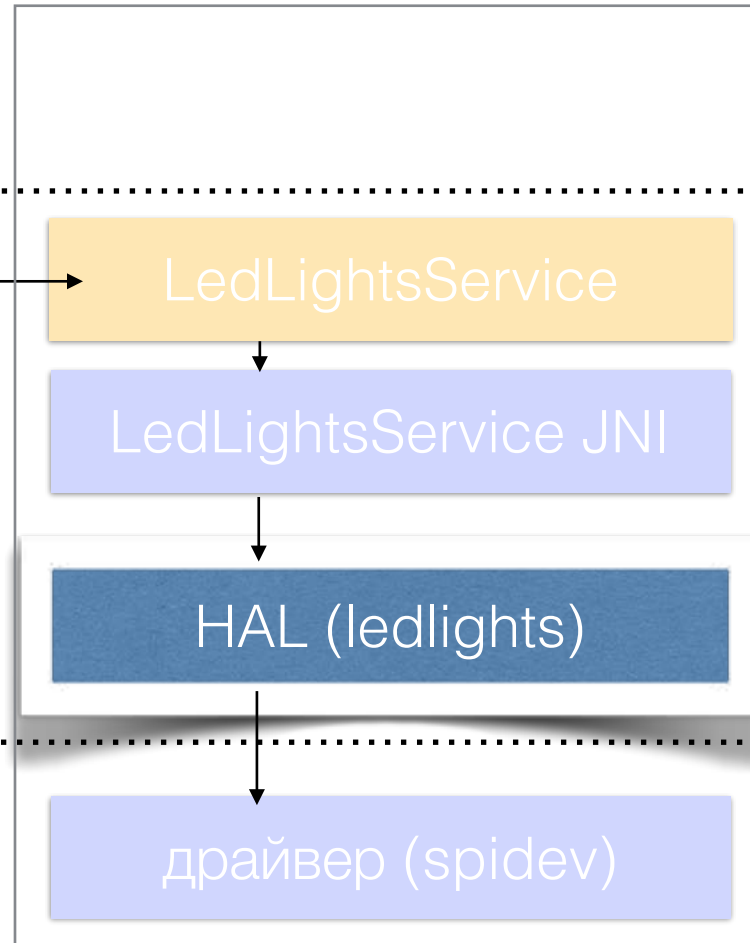 LedLightsService
LedLightsService JNI
HAL (ledlights)
драйвер (spidev)